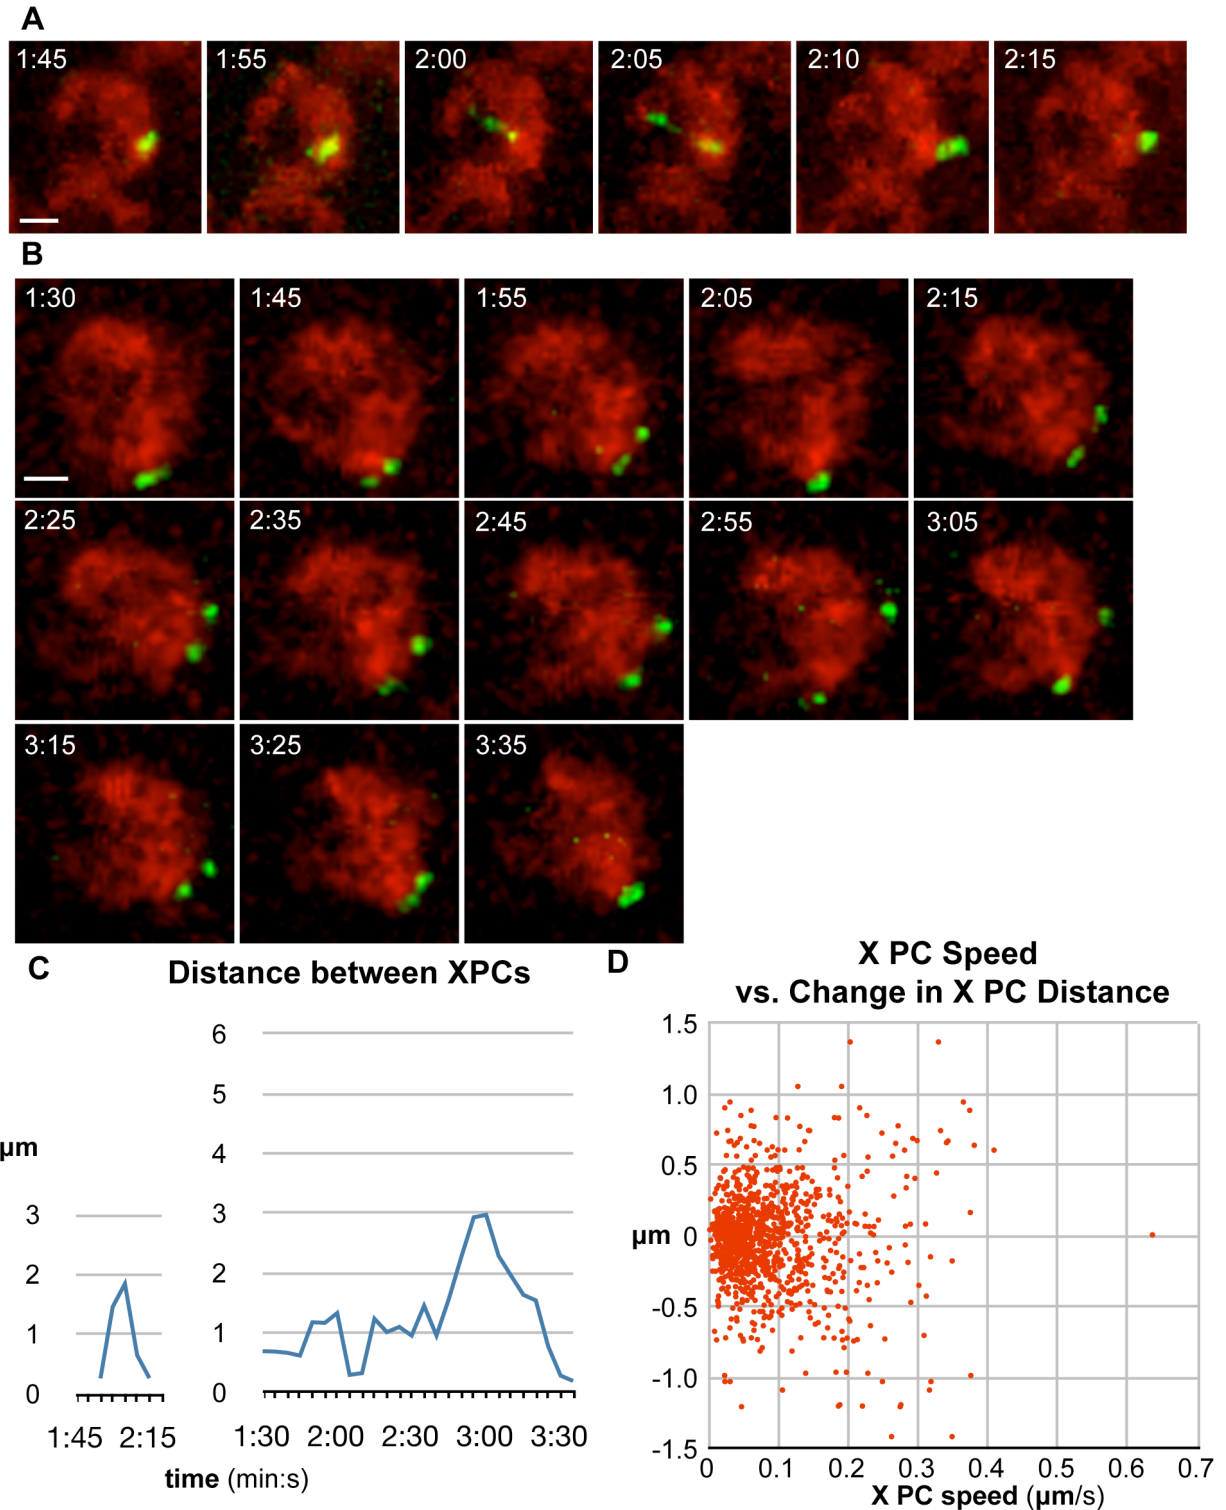 A
1:45 1:55 2:00 2:05 2:10 2:15
B
1:30 1:45 1:55 2:05 2:15
2:25 2:35 2:45 2:55 3:05
3:15 3:25 3:35
C
Distance between XPCs
µm
3
2
1
0
1:45 2:15
6
5
4
3
2
1
0
1:30 2:00 2:30 3:00 3:30
time (min:s)
D
X PC Speed
vs. Change in X PC Distance
1.5
1.0
0.5
µm 0
-0.5
-1.0
-1.5
0 0.1 0.2 0.3 0.4 0.5 0.6 0.7
X PC speed (µm/s)